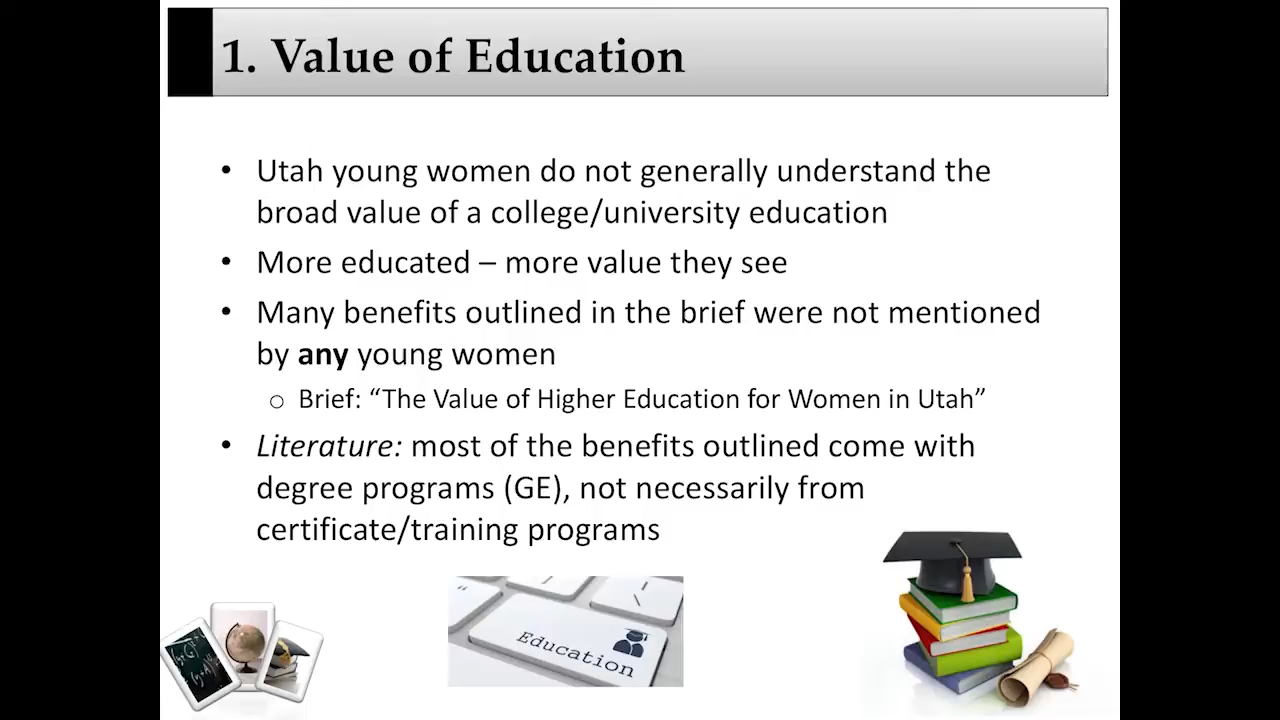 1. Value of Education
• Utah young women do not generally understand the
broad value of a college/university education
• More educated – more value they see
• Many benefits outlined in the brief were not mentioned
by any young women
o Brief: “The Value of Higher Education for Women in Utah”
• Literature: most of the benefits outlined come with
degree programs (GE), not necessarily from
certificate/training programs
Education